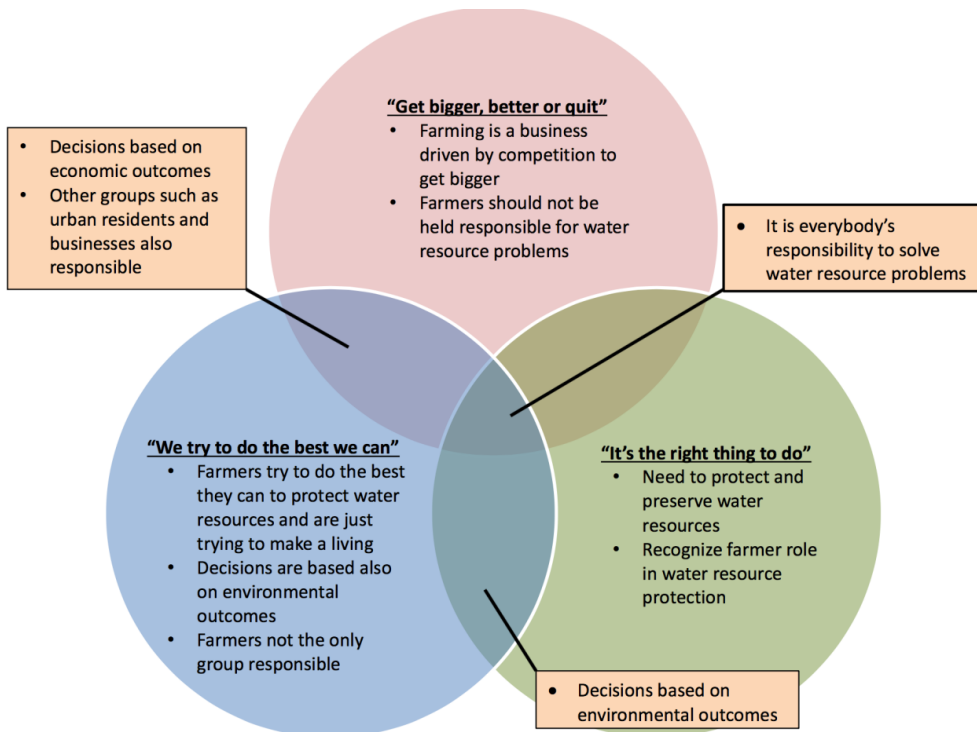 “Get bigger, better or quit”
• Farming is a business
driven by competition to
get bigger
• Farmers should not be
held responsible for water
resource problems
• Decisions based on
economic outcomes
• Other groups such as
urban residents and
businesses also
responsible
• It is everybody’s
responsibility to solve
water resource problems
“We try to do the best we can”
• Farmers try to do the best
they can to protect water
resources and are just
trying to make a living
• Decisions are based also
on environmental
outcomes
• Farmers not the only
group responsible
“It’s the right thing to do”
• Need to protect and
preserve water
resources
• Recognize farmer role
in water resource
protection
• Decisions based on
environmental outcomes